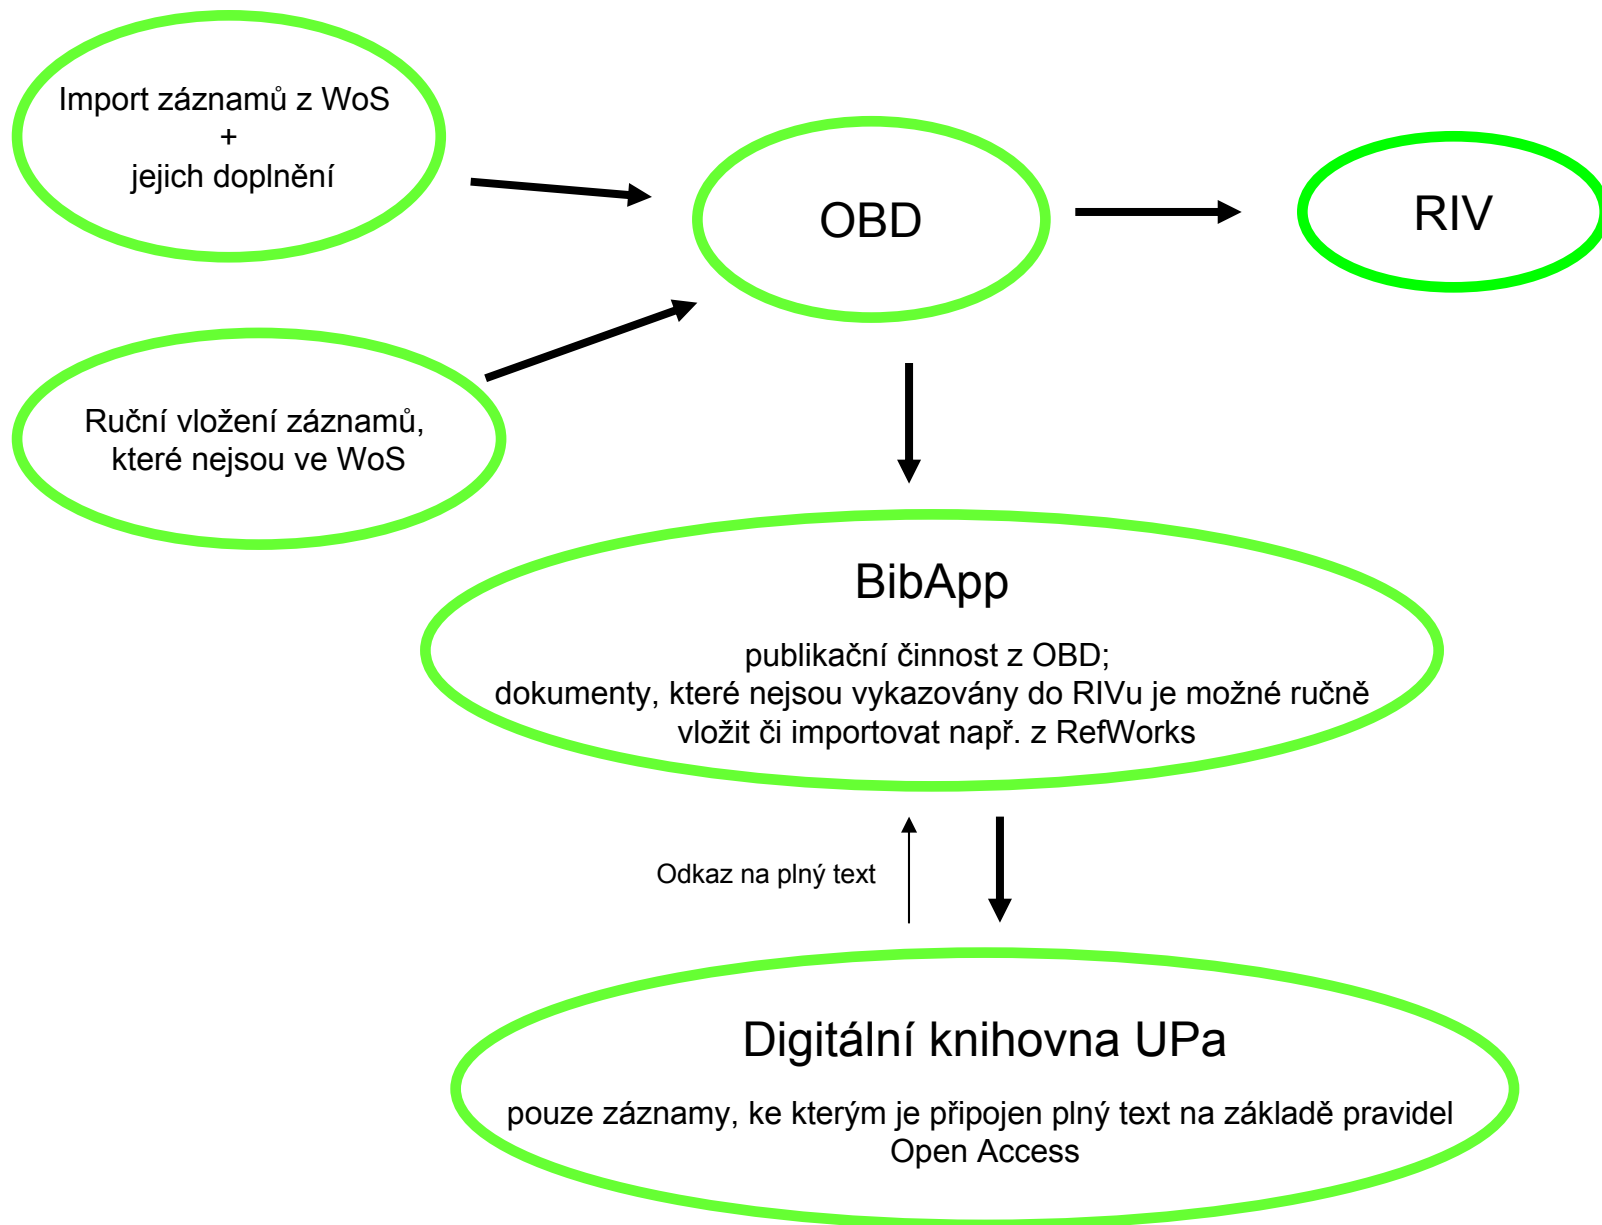 Import záznamů z WoS
+
jejich doplnění
OBD
RIV
Ruční vložení záznamů,
které nejsou ve WoS
BibApp
publikační činnost z OBD;
dokumenty, které nejsou vykazovány do RIVu je možné ručně
vložit či importovat např. z RefWorks
Odkaz na plný text
Digitální knihovna UPa
pouze záznamy, ke kterým je připojen plný text na základě pravidel
Open Access